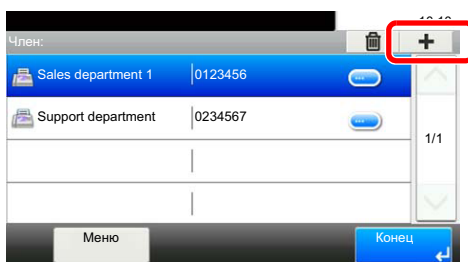 Член:
Sales department 1 0123456
Support department 0234567
1/1
Меню
Конец